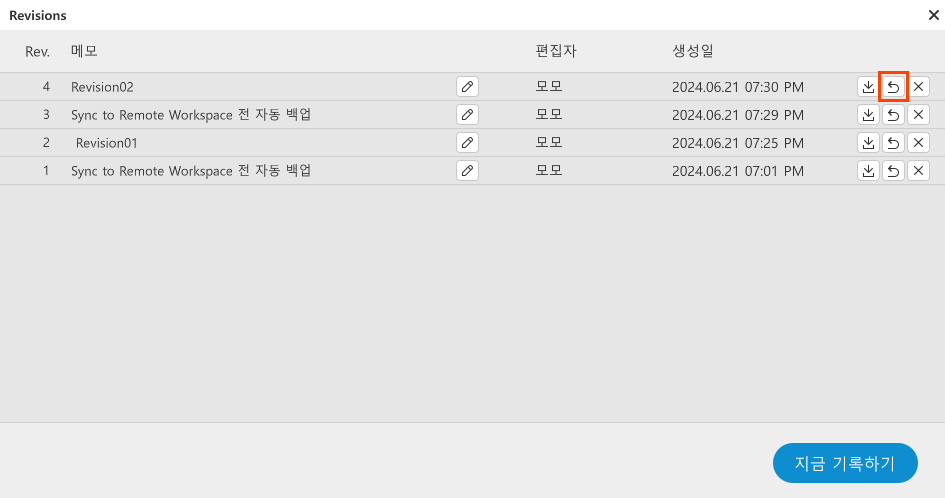 Revisions
Rev. 메모 편집자 생성일
4 Revision02 모모 2024.06.21 07:30 PM
3 Sync to Remote Workspace 전 자동 백업 모모 2024.06.21 07:29 PM
2 Revision01 모모 2024.06.21 07:25 PM
1 Sync to Remote Workspace 전 자동 백업 모모 2024.06.21 07:01 PM
지금 기록하기